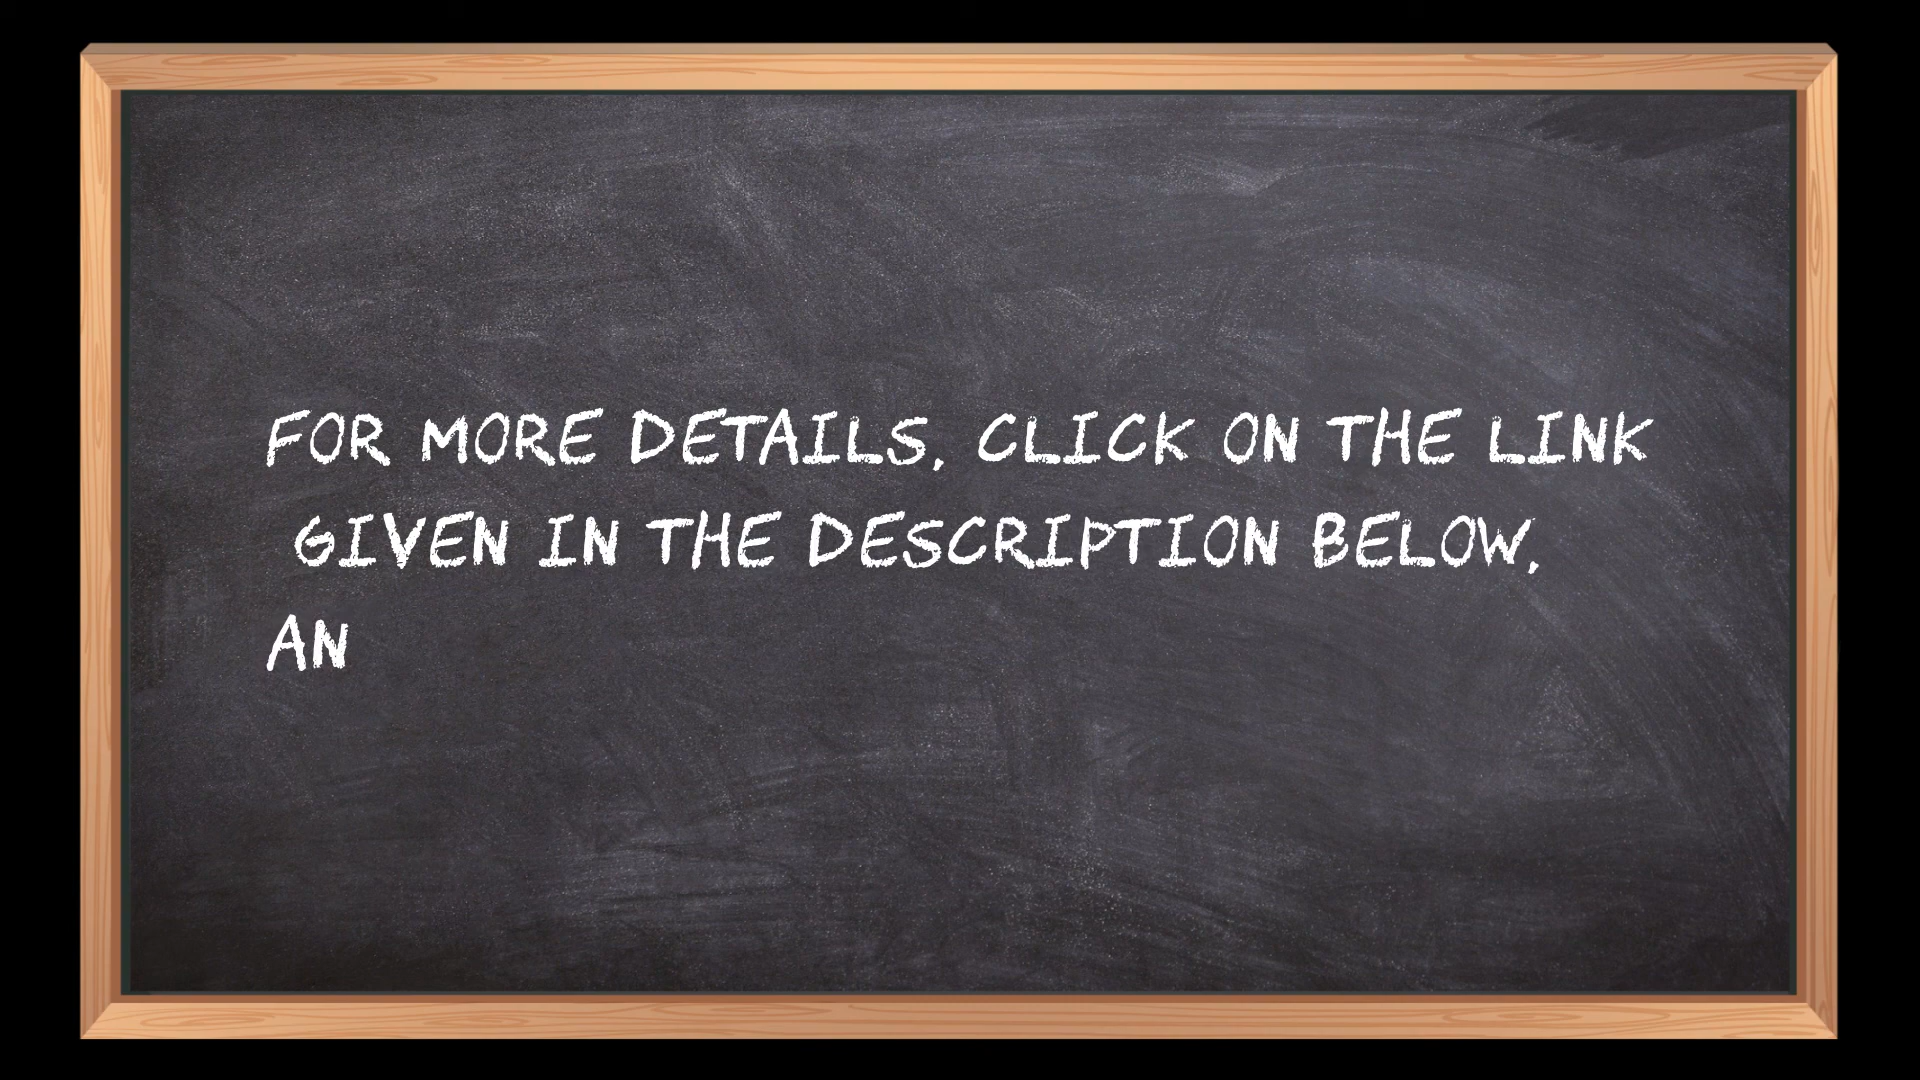 FOR MORE DETAILS, CLICK ON THE LINK
GIVEN IN THE DESCRIPTION BELOW,
AN